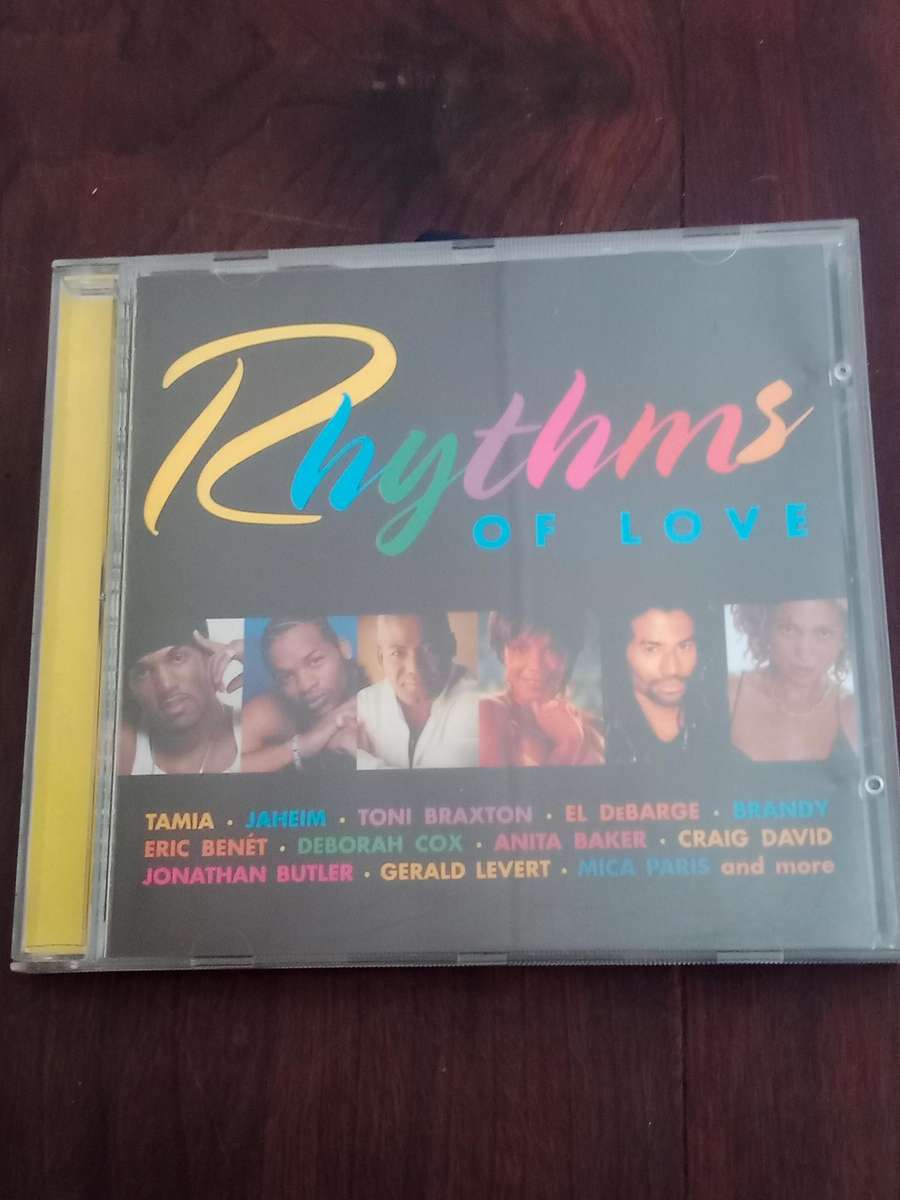 Rhythms
OF LOVE
TAMIA · JAHEIM · TONI BRAXTON · EL DeBARGE · BRANDY
ERIC BENÉT · DEBORAH COX · ANITA BAKER · CRAIG DAVID
JONATHAN BUTLER · GERALD LEVERT · MICA PARIS and more